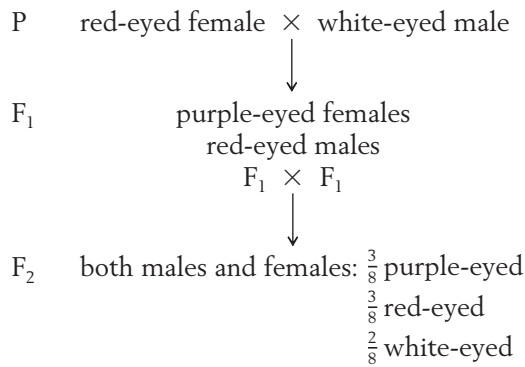 P red-eyed female × white-eyed male
F₁ purple-eyed females
red-eyed males
F₁ × F₁
F₂ both males and females: 3/8 purple-eyed
3/8 red-eyed
2/8 white-eyed